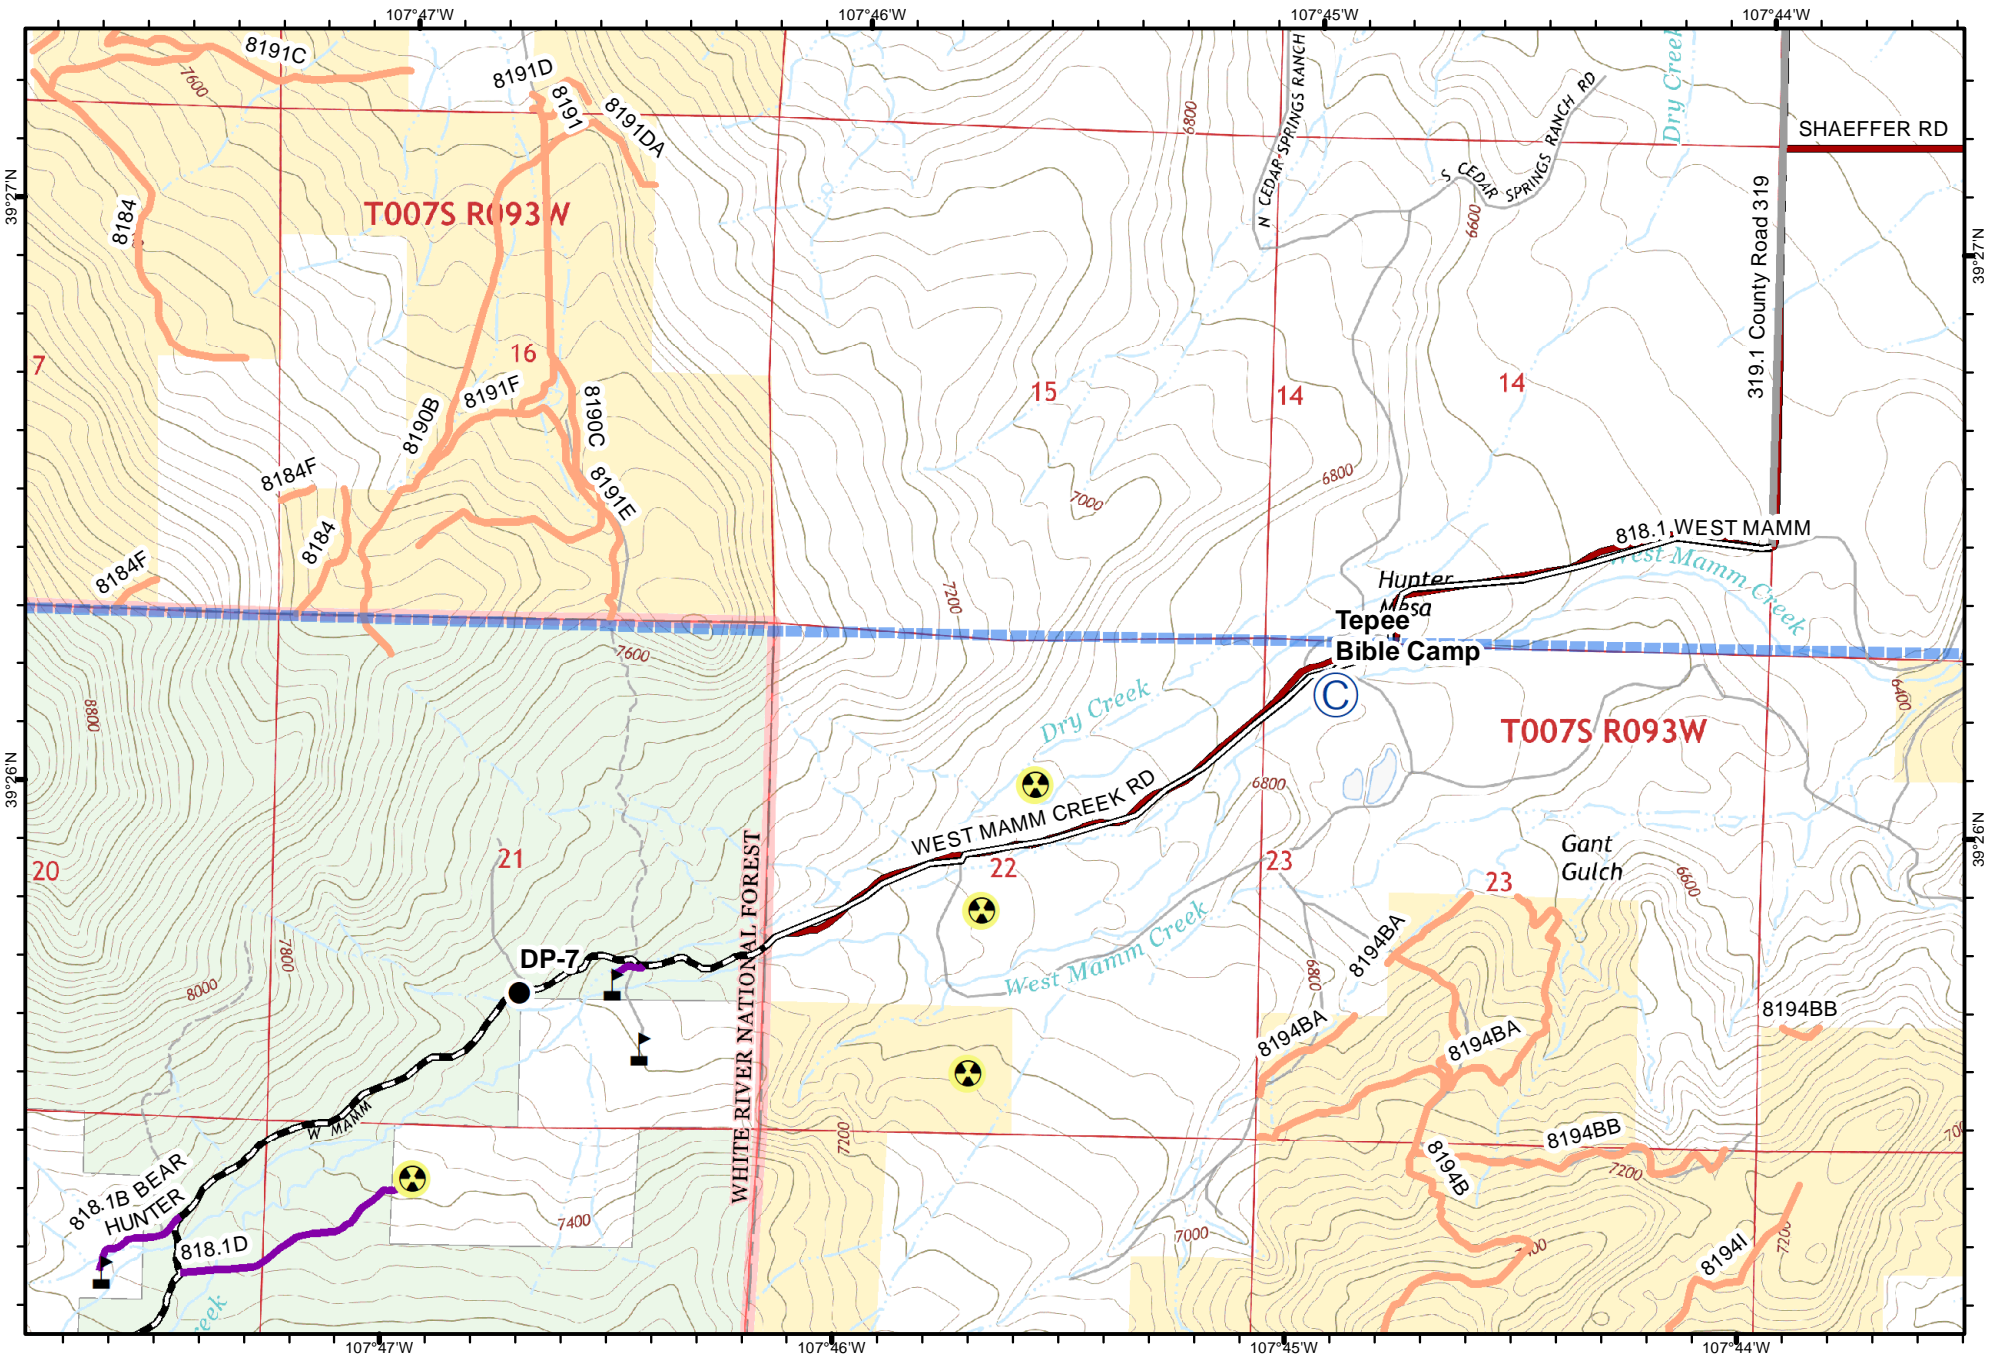 107°47'W
107°46'W
107°45'W
107°44'W
8191C
7600
8191D
8191
8191DA
6800
N CEDAR SPRINGS RANCH
S CEDAR SPRINGS RANCH RD
Dry Creek
SHAEFFER RD
39°27'N
8184
T007S R093W
6600
319.1 County Road 319
39°27'N
7
16
8191F
8190B
8190C
15
14
14
8184F
8191E
6800
7000
8184
818.1 WEST MAMM
8184F
West Mamm Creek
Hunter
Mesa
7200
Tepee
Bible Camp
7600
8800
Dry Creek
C
T007S R093W
6400
39°26'N
6800
WEST MAMM CREEK RD
39°26'N
20
21
22
23
23
Gant
Gulch
6600
WHITE RIVER NATIONAL FOREST
West Mamm Creek
8194BA
DP-7
7800
8000
6800
8194BA
8194BA
8194BB
W MAMM
7200
8194BB
700
8194B
7200
818.1B BEAR
HUNTER
7400
818.1D
7000
8194I
7200
eek
107°47'W
107°46'W
107°45'W
107°44'W